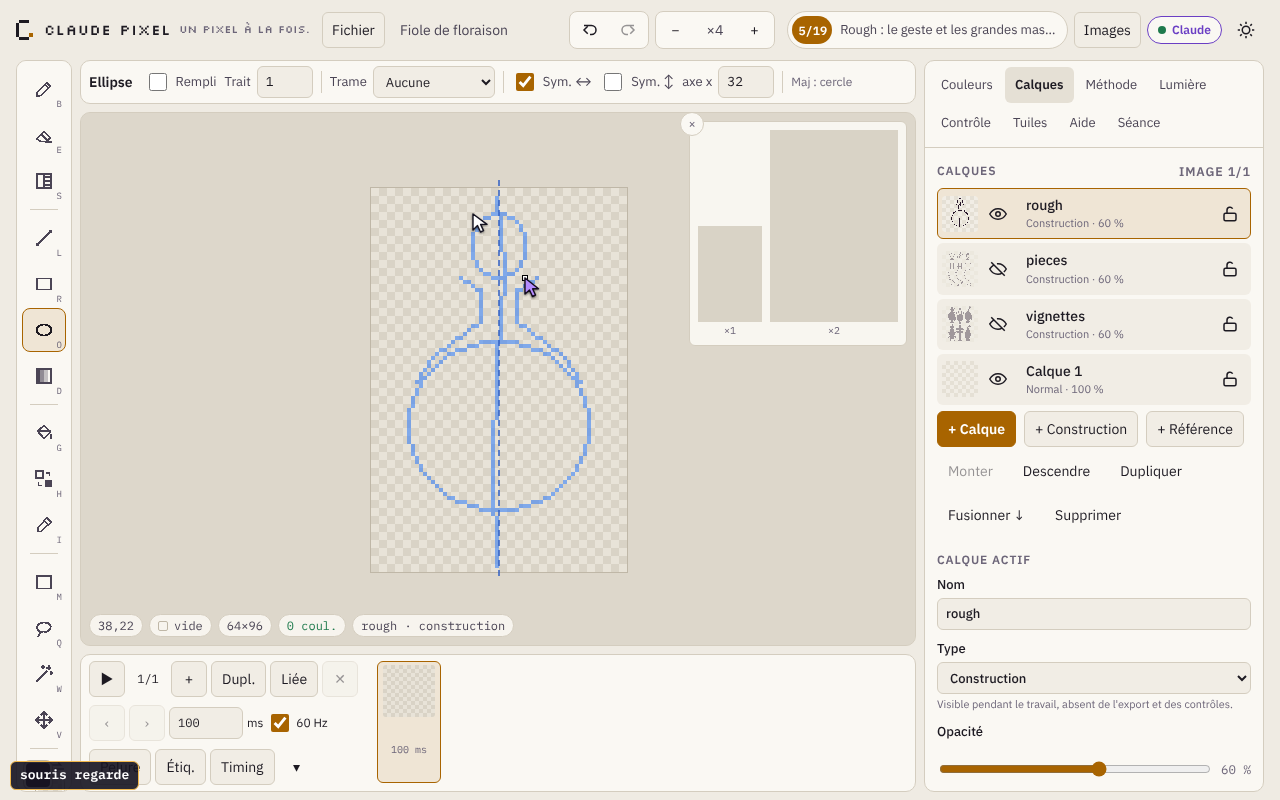 CLAUDE PIXEL UN PIXEL À LA FOIS.
Fichier
Fiole de floraison
− ×4 +
5/19 Rough : le geste et les grandes mas…
Images
Claude
B
E
S
L
R
O
D
G
H
I
M
Q
W
V
Ellipse Rempli Trait 1 Trame Aucune Sym. ↔ Sym. ↕ axe x 32 Maj : cercle
×
×1 ×2
38,22 vide 64×96 0 coul. rough · construction
1/1 + Dupl. Liée ×
‹ › 100 ms 60 Hz
Étiq. Timing ▼
100 ms
souris regarde
Couleurs Calques Méthode Lumière
Contrôle Tuiles Aide Séance
CALQUES IMAGE 1/1
rough
Construction · 60 %
pieces
Construction · 60 %
vignettes
Construction · 60 %
Calque 1
Normal · 100 %
+ Calque + Construction + Référence
Monter Descendre Dupliquer
Fusionner ↓ Supprimer
CALQUE ACTIF
Nom
rough
Type
Construction
Visible pendant le travail, absent de l'export et des contrôles.
Opacité
60 %